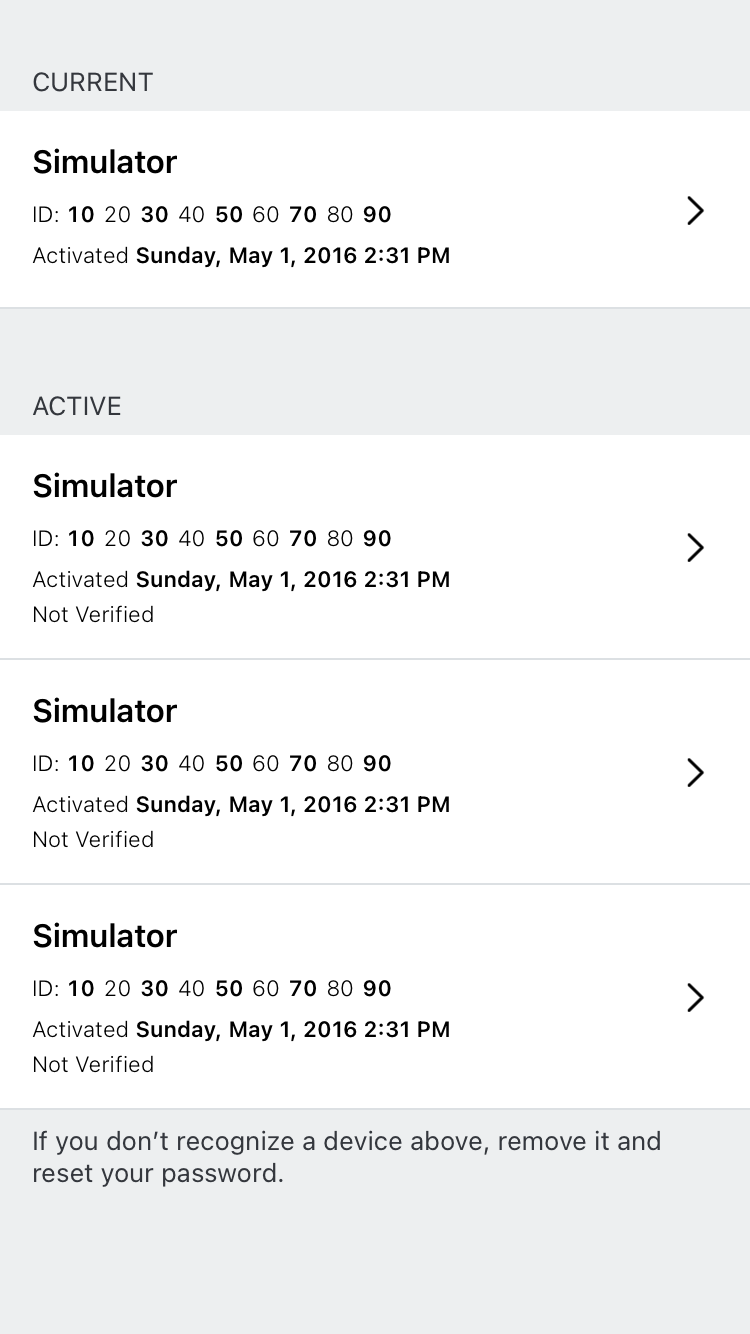 CURRENT
Simulator
ID: 10 20 30 40 50 60 70 80 90
Activated Sunday, May 1, 2016 2:31 PM
ACTIVE
Simulator
ID: 10 20 30 40 50 60 70 80 90
Activated Sunday, May 1, 2016 2:31 PM
Not Verified
Simulator
ID: 10 20 30 40 50 60 70 80 90
Activated Sunday, May 1, 2016 2:31 PM
Not Verified
Simulator
ID: 10 20 30 40 50 60 70 80 90
Activated Sunday, May 1, 2016 2:31 PM
Not Verified
If you don’t recognize a device above, remove it and
reset your password.